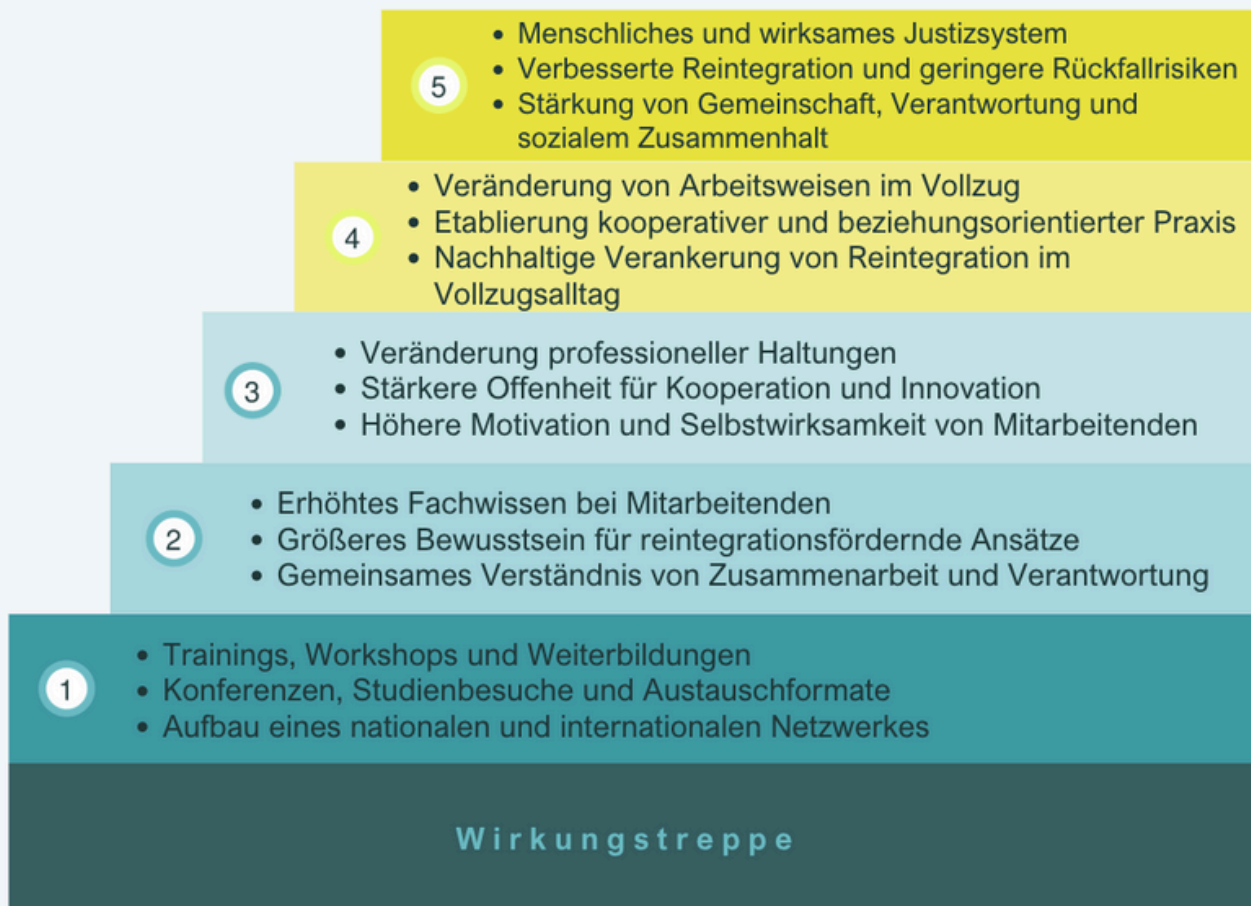 5
• Menschliches und wirksames Justizsystem
• Verbesserte Reintegration und geringere Rückfallrisiken
• Stärkung von Gemeinschaft, Verantwortung und
sozialem Zusammenhalt
4
• Veränderung von Arbeitsweisen im Vollzug
• Etablierung kooperativer und beziehungsorientierter Praxis
• Nachhaltige Verankerung von Reintegration im
Vollzugsalltag
3
• Veränderung professioneller Haltungen
• Stärkere Offenheit für Kooperation und Innovation
• Höhere Motivation und Selbstwirksamkeit von Mitarbeitenden
2
• Erhöhtes Fachwissen bei Mitarbeitenden
• Größeres Bewusstsein für reintegrationsfördernde Ansätze
• Gemeinsames Verständnis von Zusammenarbeit und Verantwortung
1
• Trainings, Workshops und Weiterbildungen
• Konferenzen, Studienbesuche und Austauschformate
• Aufbau eines nationalen und internationalen Netzwerkes
Wirkungstreppe